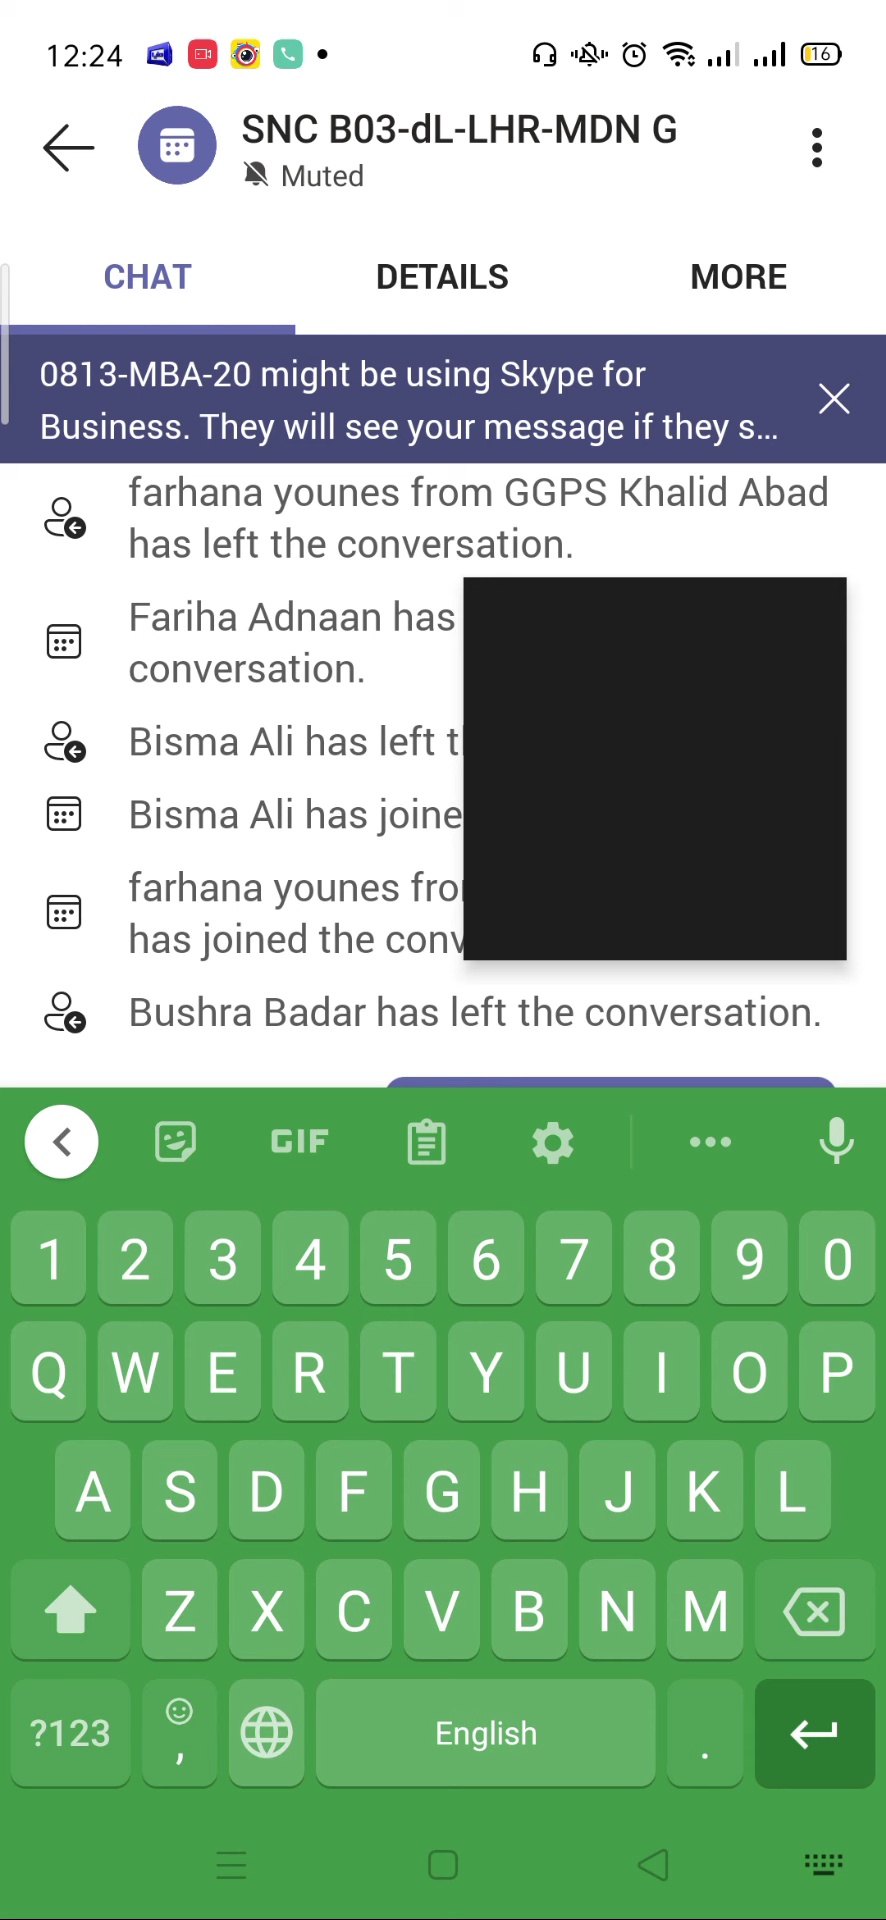 12:24
16
SNC B03-dL-LHR-MDN G
Muted
CHAT DETAILS MORE
0813-MBA-20 might be using Skype for
Business. They will see your message if they s...
farhana younes from GGPS Khalid Abad
has left the conversation.
Fariha Adnaan has
conversation.
Bisma Ali has left
Bisma Ali has joine
farhana younes
has joined the conv
Bushra Badar has left the conversation.
GIF
1 2 3 4 5 6 7 8 9 0
Q W E R T Y U I O P
A S D F G H J K L
Z X C V B N M
?123 , English .